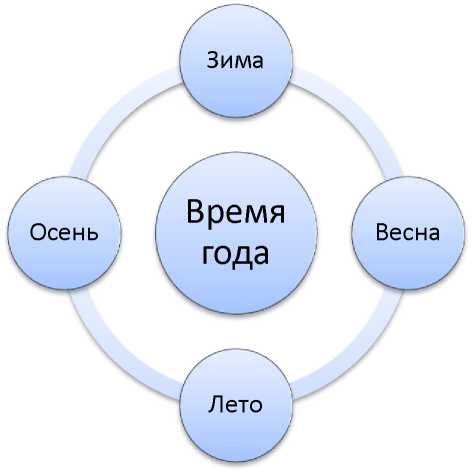 Зима
Осень
Время
года
Весна
Лето